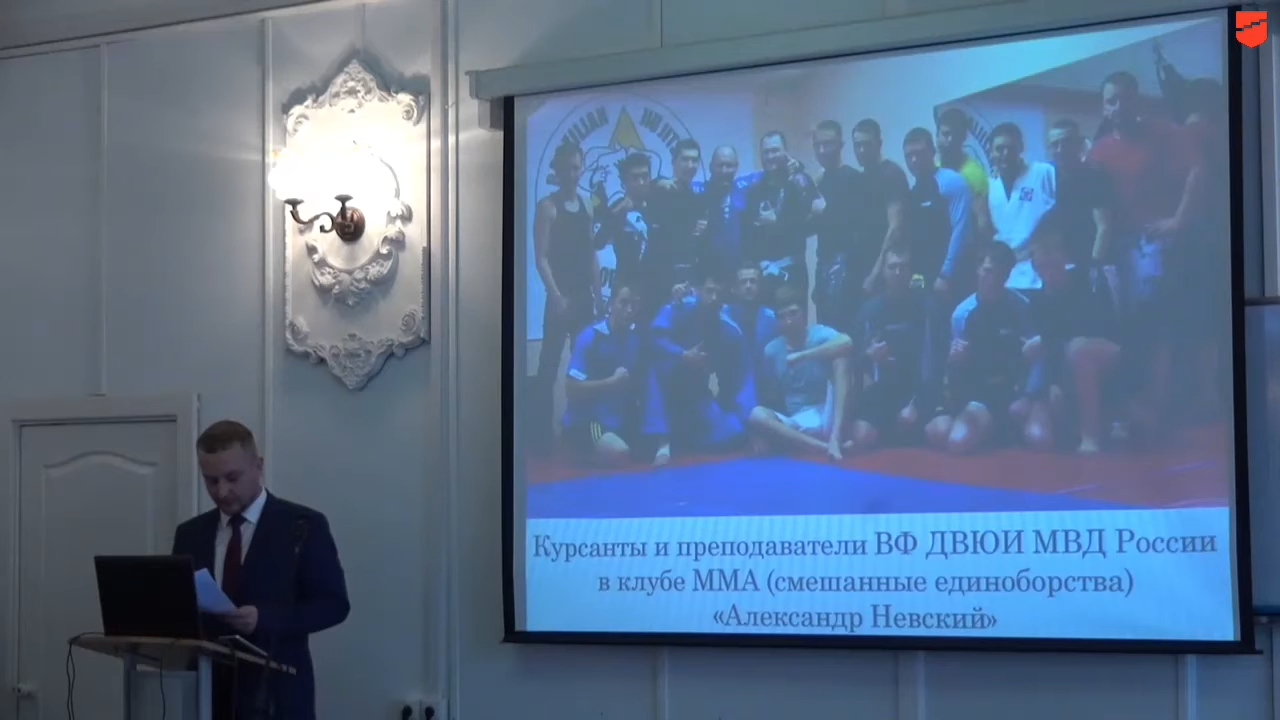 Курсанты и преподаватели ВФ ДВЮИ МВД России
в клубе ММА (смешанные единоборства)
«Александр Невский»